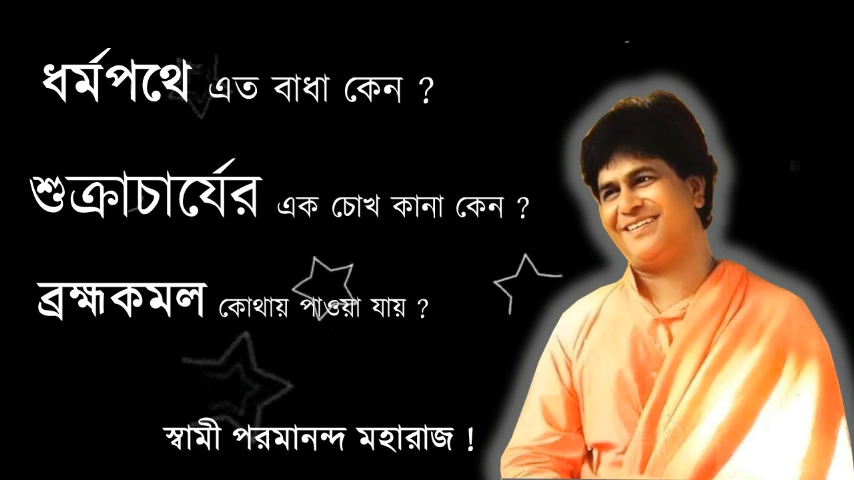 ধর্মপথে এত বাধা কেন ?
শুক্রাচার্যের এক চোখ কানা কেন ?
ব্রহ্মকমল কোথায় পাওয়া যায় ?
স্বামী পরমানন্দ মহারাজ !